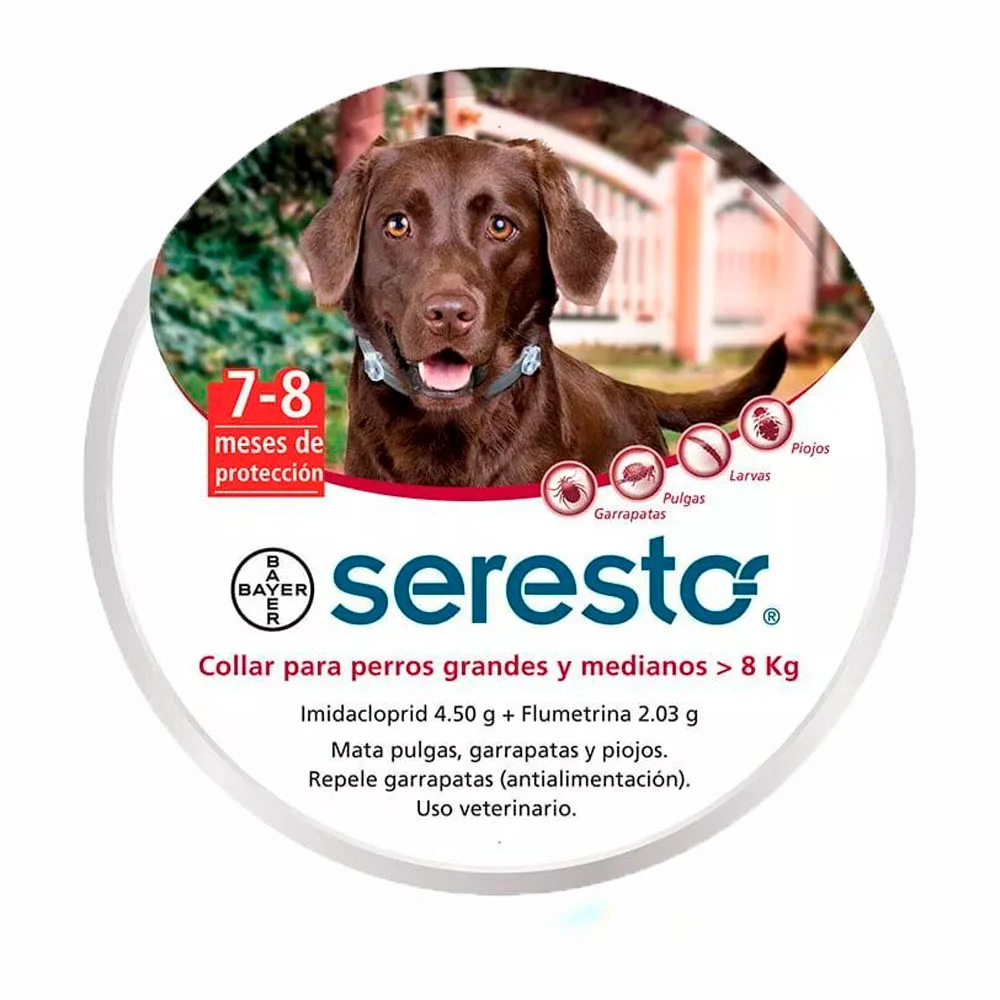 7-8
meses de
protección
Garrapatas
Pulgas
Larvas
Piojos
BAYER
BAYER
seresto®
Collar para perros grandes y medianos > 8 Kg
Imidacloprid 4.50 g + Flumetrina 2.03 g
Mata pulgas, garrapatas y piojos.
Repele garrapatas (antialimentación).
Uso veterinario.